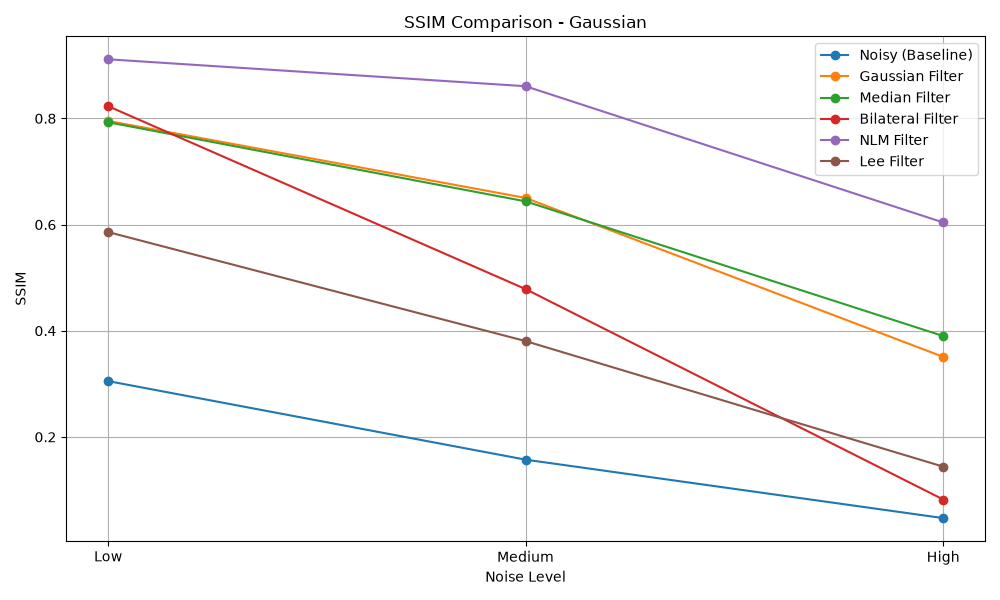 SSIM Comparison - Gaussian
Noisy (Baseline)
Gaussian Filter
Median Filter
Bilateral Filter
NLM Filter
Lee Filter
SSIM
0.8
0.6
0.4
0.2
Low
Medium
High
Noise Level